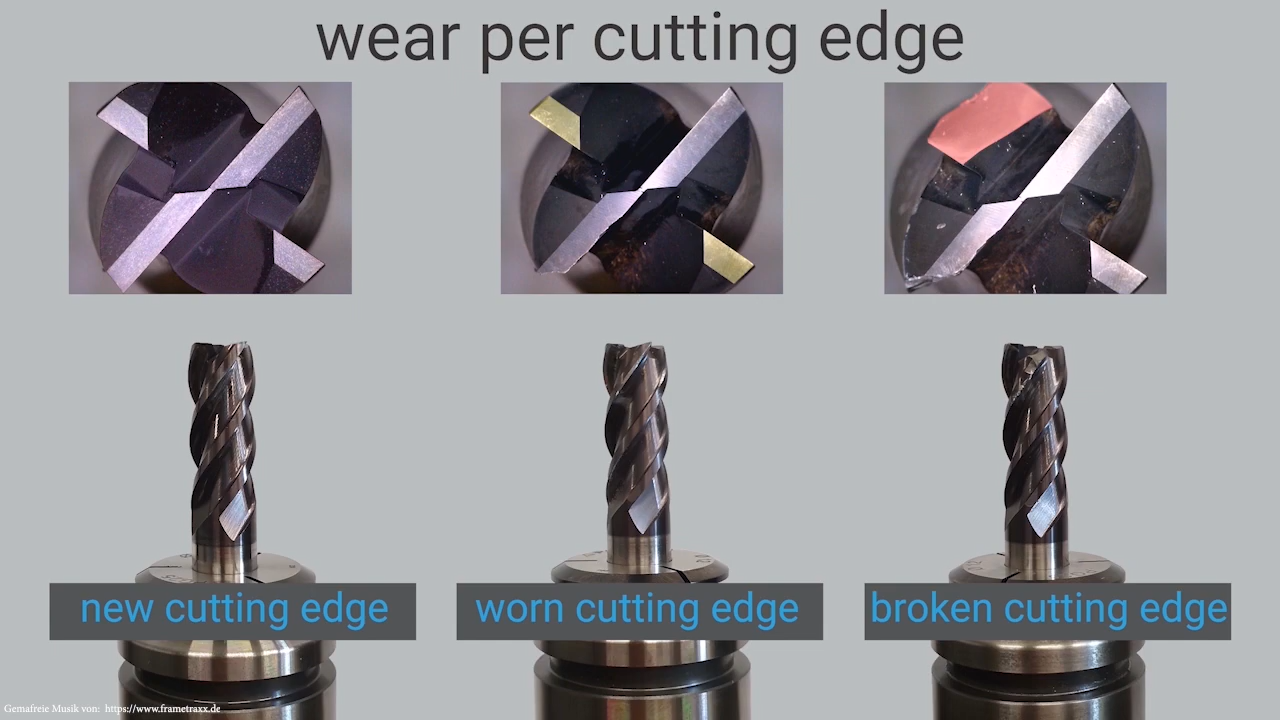 wear per cutting edge
new cutting edge
worn cutting edge
broken cutting edge
Gemafreie Musik von: https://www.frametraxx.de